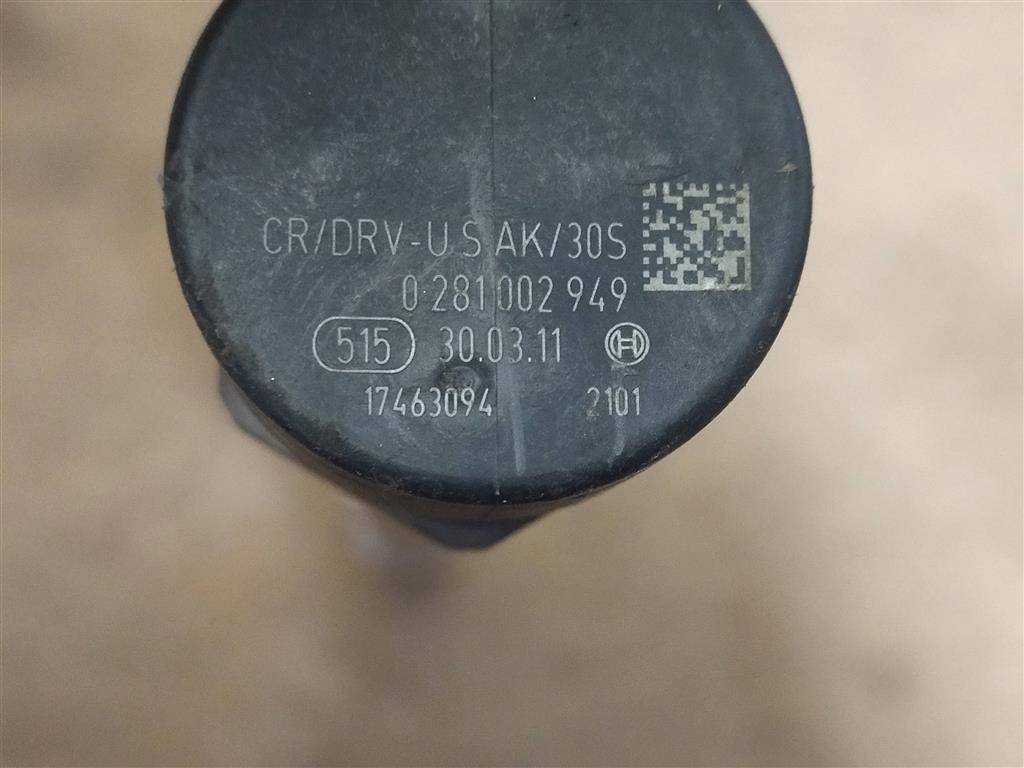 CR/DRV-U S AK/30S
0 281 002 949
515 30.03.11
17463094 2101